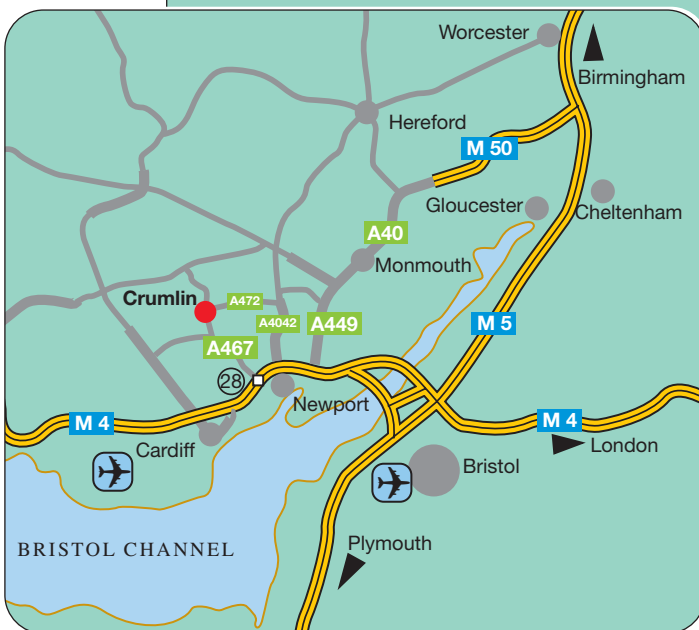 Worcester
Birmingham
Hereford
M 50
Gloucester
Cheltenham
A40
Monmouth
Crumlin
A472
A4042
A449
M 5
A467
28
Newport
M 4
M 4
Cardiff
London
Bristol
BRISTOL CHANNEL
Plymouth